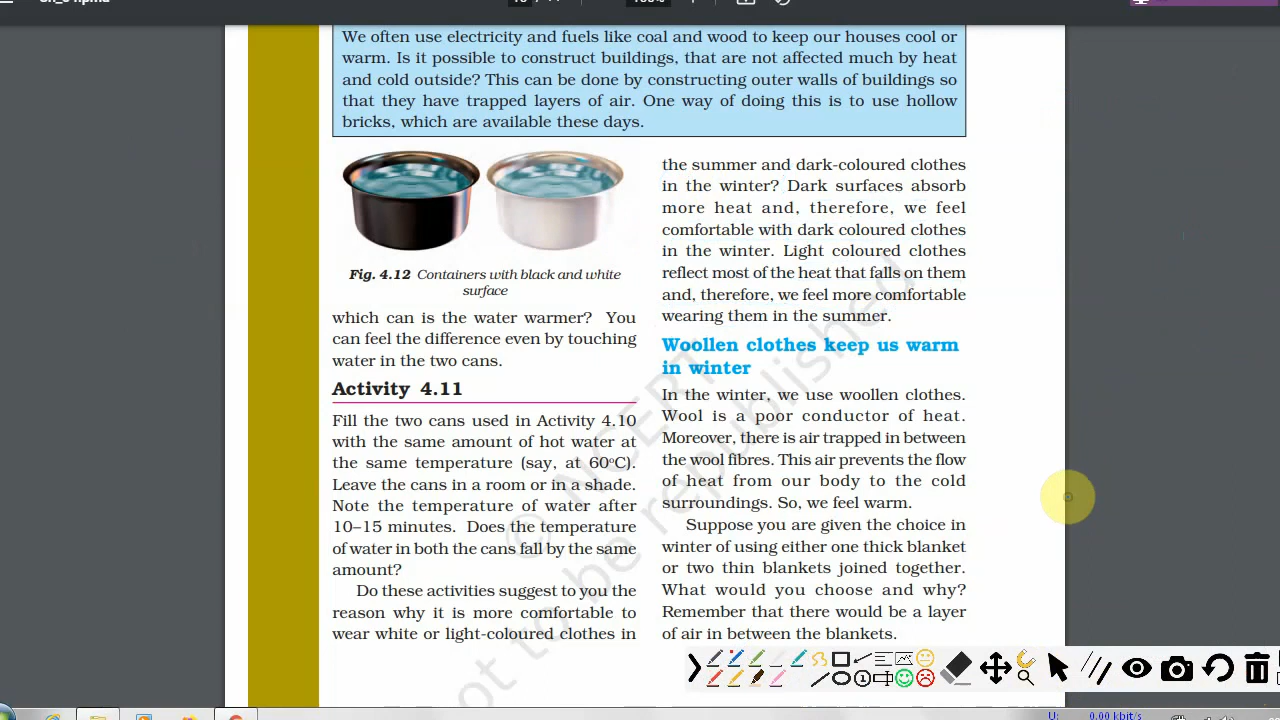 We often use electricity and fuels like coal and wood to keep our houses cool or
warm. Is it possible to construct buildings, that are not affected much by heat
and cold outside? This can be done by constructing outer walls of buildings so
that they have trapped layers of air. One way of doing this is to use hollow
bricks, which are available these days.
Fig. 4.12 Containers with black and white
surface
which can is the water warmer? You
can feel the difference even by touching
water in the two cans.
Activity 4.11
Fill the two cans used in Activity 4.10
with the same amount of hot water at
the same temperature (say, at 60°C).
Leave the cans in a room or in a shade.
Note the temperature of water after
10–15 minutes. Does the temperature
of water in both the cans fall by the same
amount?
Do these activities suggest to you the
reason why it is more comfortable to
wear white or light-coloured clothes in
the summer and dark-coloured clothes
in the winter? Dark surfaces absorb
more heat and, therefore, we feel
comfortable with dark coloured clothes
in the winter. Light coloured clothes
reflect most of the heat that falls on them
and, therefore, we feel more comfortable
wearing them in the summer.
Woollen clothes keep us warm
in winter
In the winter, we use woollen clothes.
Wool is a poor conductor of heat.
Moreover, there is air trapped in between
the wool fibres. This air prevents the flow
of heat from our body to the cold
surroundings. So, we feel warm.
Suppose you are given the choice in
winter of using either one thick blanket
or two thin blankets joined together.
What would you choose and why?
Remember that there would be a layer
of air in between the blankets.
© NCERT
not to be republished
U: 0.00 kbit/s